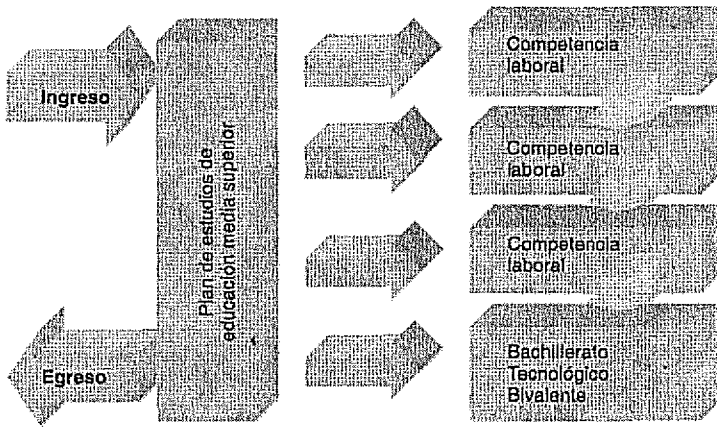 Ingreso
Plan de estudios de
educación media superior
Egreso
Competencia
laboral
Competencia
laboral
Competencia
laboral
Bachillerato
Tecnológico
Bivalente